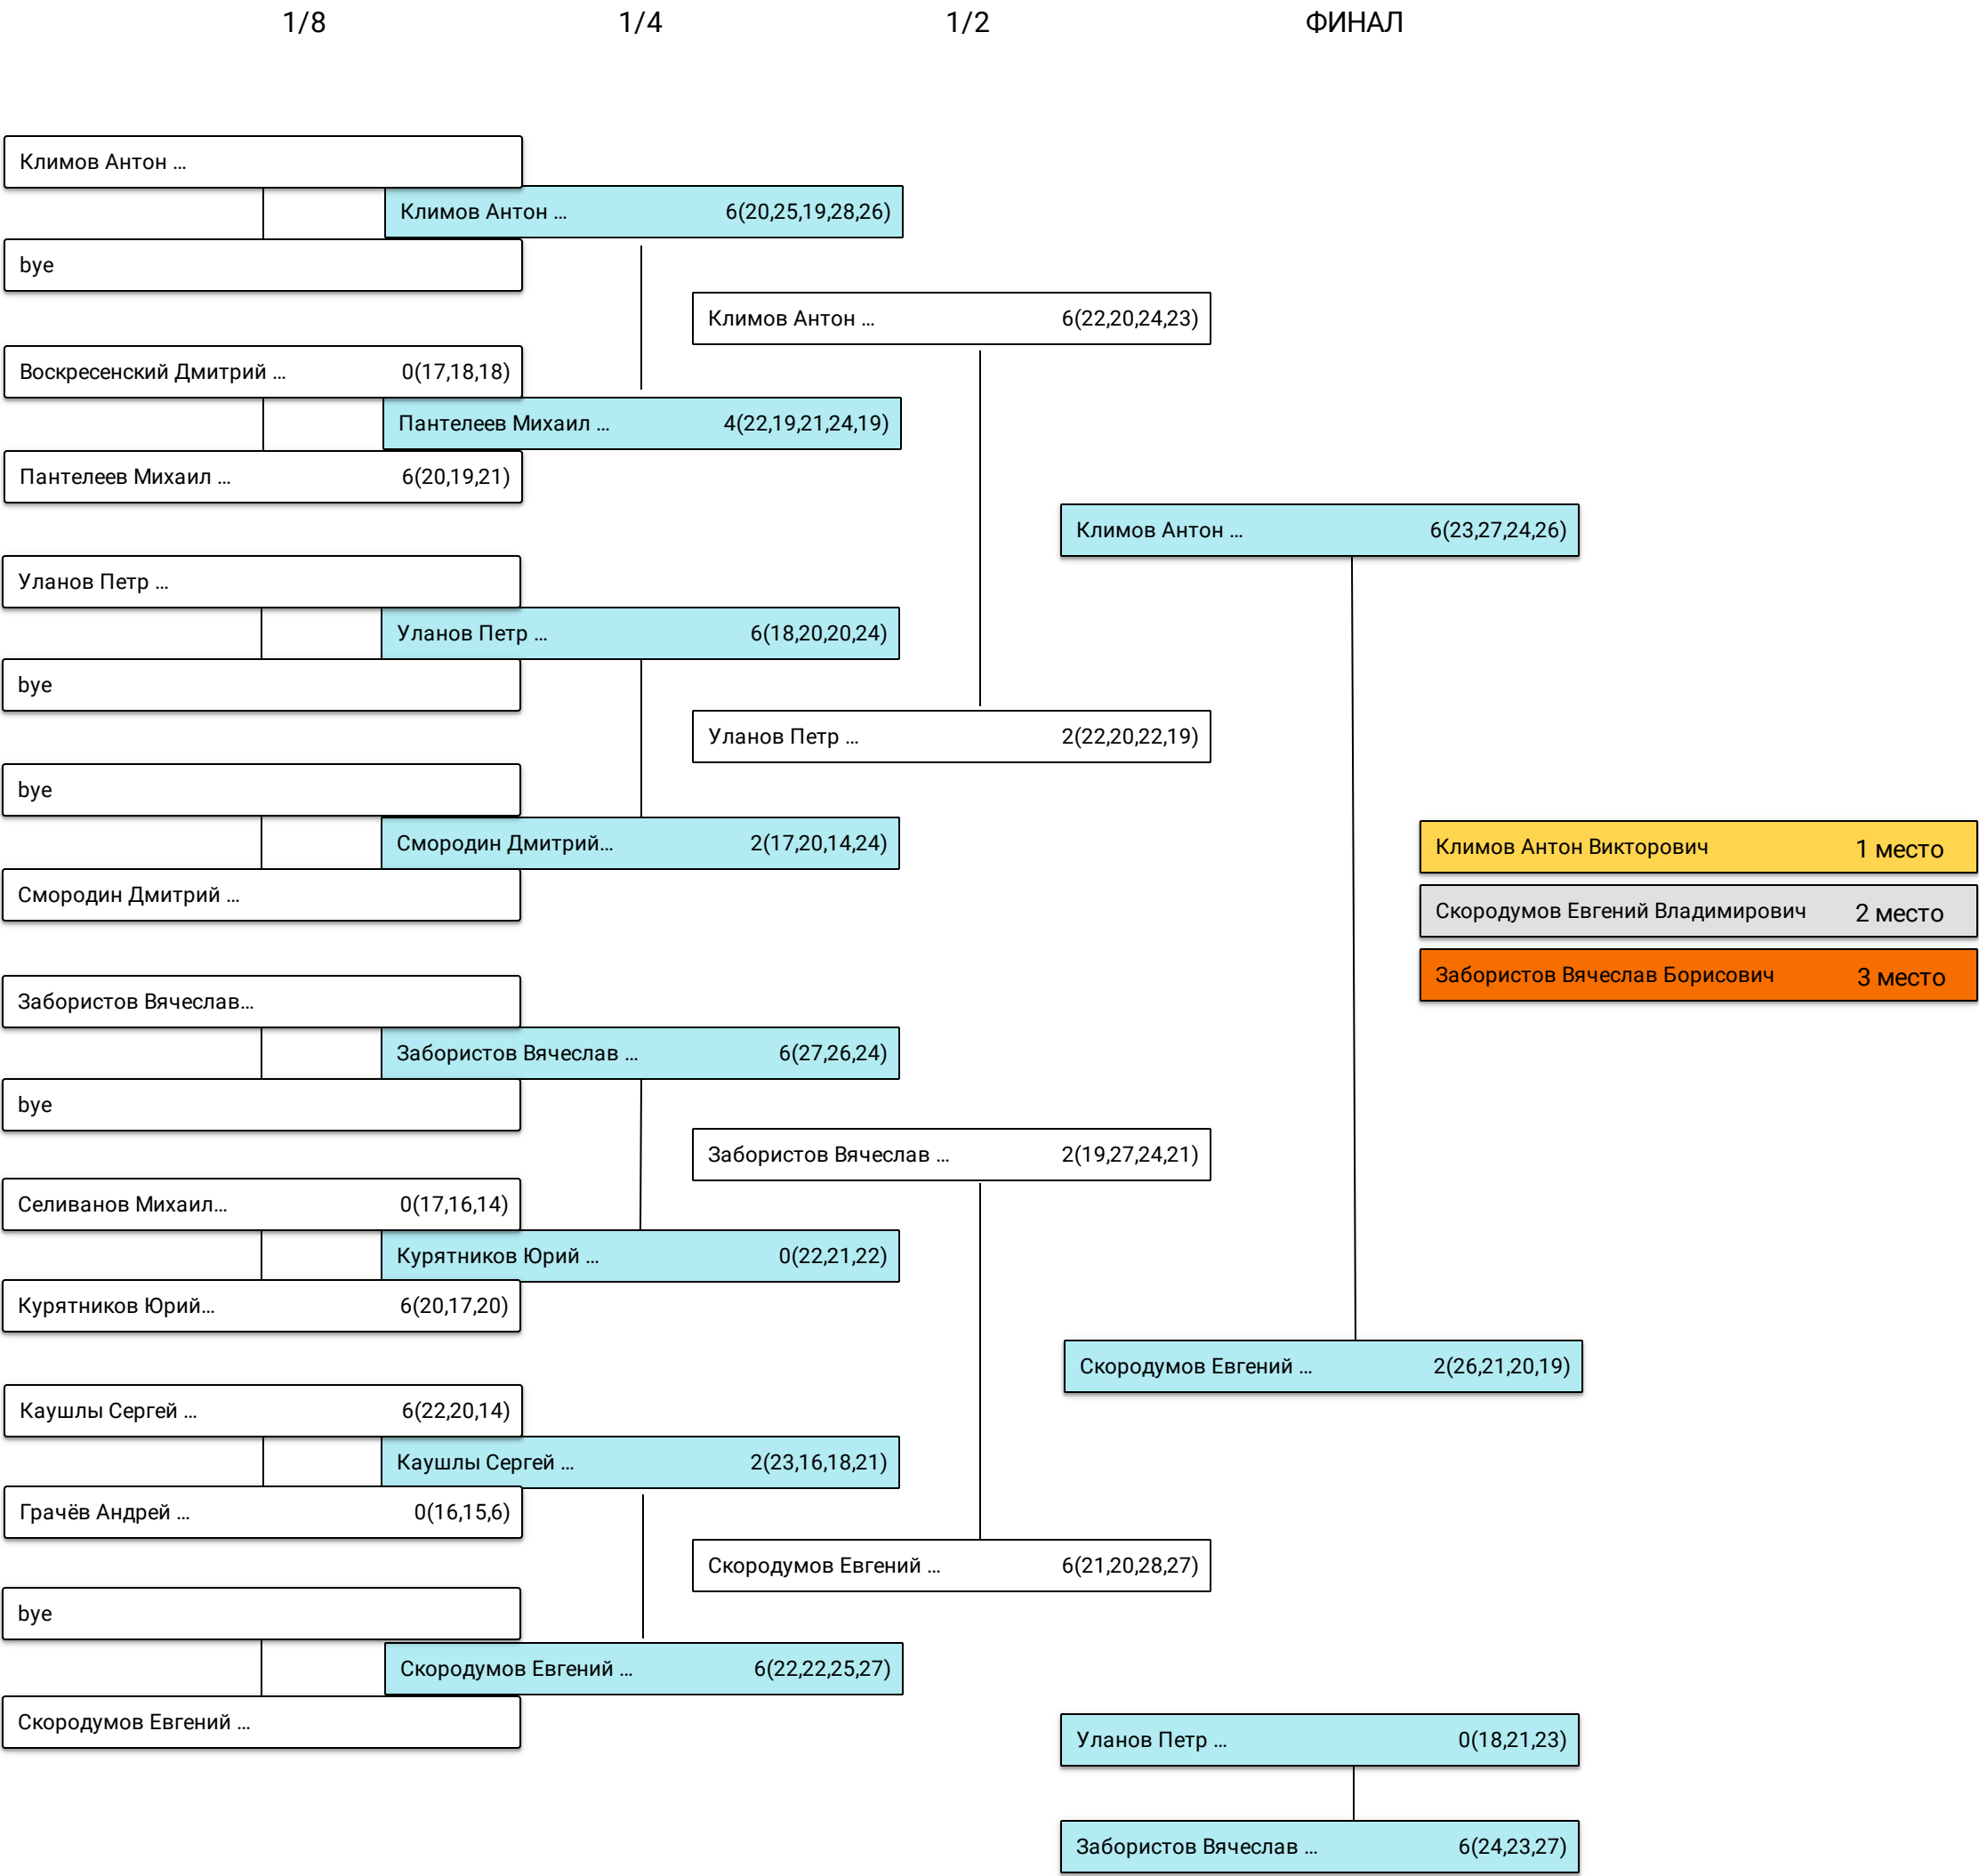 1/8 1/4 1/2 ФИНАЛ
Климов Антон ...
Климов Антон ... 6(20,25,19,28,26)
bye
Климов Антон ... 6(22,20,24,23)
Воскресенский Дмитрий ... 0(17,18,18)
Пантелеев Михаил ... 4(22,19,21,24,19)
Пантелеев Михаил ... 6(20,19,21)
Климов Антон ... 6(23,27,24,26)
Уланов Петр ...
Уланов Петр ... 6(18,20,20,24)
bye
Уланов Петр ... 2(22,20,22,19)
bye
Смородин Дмитрий... 2(17,20,14,24)
Климов Антон Викторович 1 место
Смородин Дмитрий ...
Скородумов Евгений Владимирович 2 место
Забористов Вячеслав Борисович 3 место
Забористов Вячеслав...
Забористов Вячеслав ... 6(27,26,24)
bye
Забористов Вячеслав ... 2(19,27,24,21)
Селиванов Михаил... 0(17,16,14)
Курятников Юрий ... 0(22,21,22)
Курятников Юрий... 6(20,17,20)
Скородумов Евгений ... 2(26,21,20,19)
Каушлы Сергей ... 6(22,20,14)
Каушлы Сергей ... 2(23,16,18,21)
Грачёв Андрей ... 0(16,15,6)
Скородумов Евгений ... 6(21,20,28,27)
bye
Скородумов Евгений ... 6(22,22,25,27)
Скородумов Евгений ...
Уланов Петр ... 0(18,21,23)
Забористов Вячеслав ... 6(24,23,27)